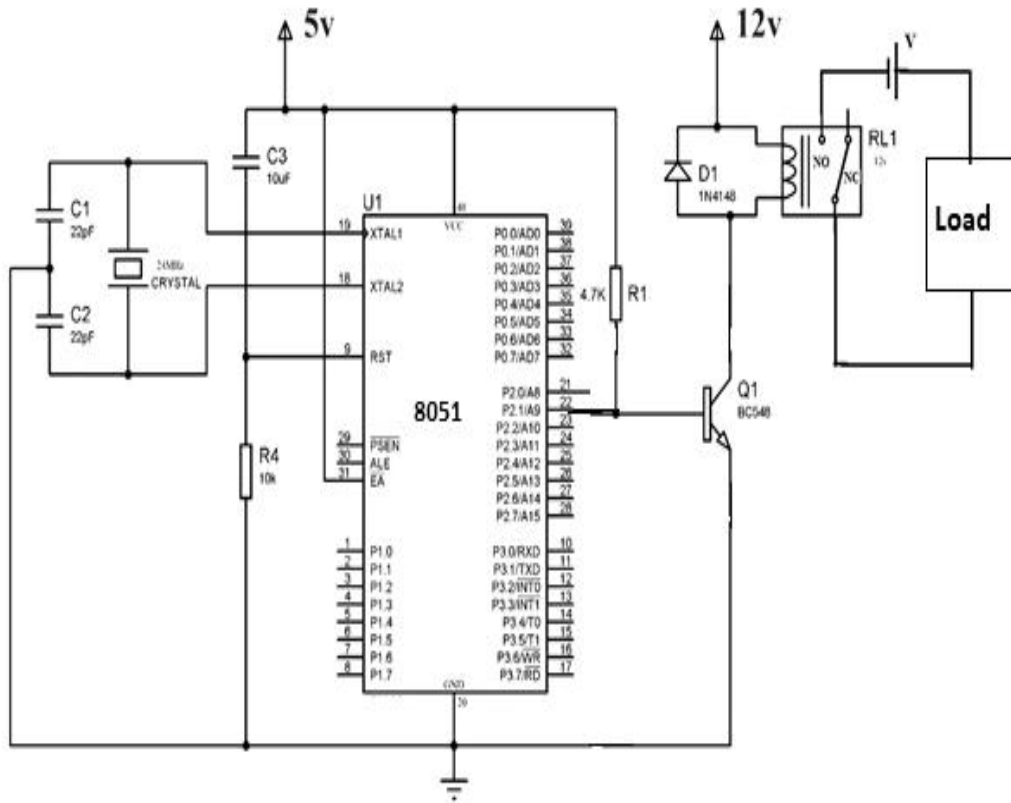 5v
12v
V
C3
10uF
C1
22pF
24MHz
CRYSTAL
C2
22pF
U1
40
VCC
D1
1N4148
NO
NC
RL1
12v
Load
19 XTAL1
18 XTAL2
9 RST
29 PSEN
30 ALE
31 EA
8051
R4
10k
1 P1.0
2 P1.1
3 P1.2
4 P1.3
5 P1.4
6 P1.5
7 P1.6
8 P1.7
P0.0/AD0 39
P0.1/AD1 38
P0.2/AD2 37
P0.3/AD3 36
P0.4/AD4 35
P0.5/AD5 34
P0.6/AD6 33
P0.7/AD7 32
P2.0/A8 21
P2.1/A9 22
P2.2/A10 23
P2.3/A11 24
P2.4/A12 25
P2.5/A13 26
P2.6/A14 27
P2.7/A15 28
P3.0/RXD 10
P3.1/TXD 11
P3.2/INT0 12
P3.3/INT1 13
P3.4/T0 14
P3.5/T1 15
P3.6/WR 16
P3.7/RD 17
GND
20
4.7K R1
Q1
BC548